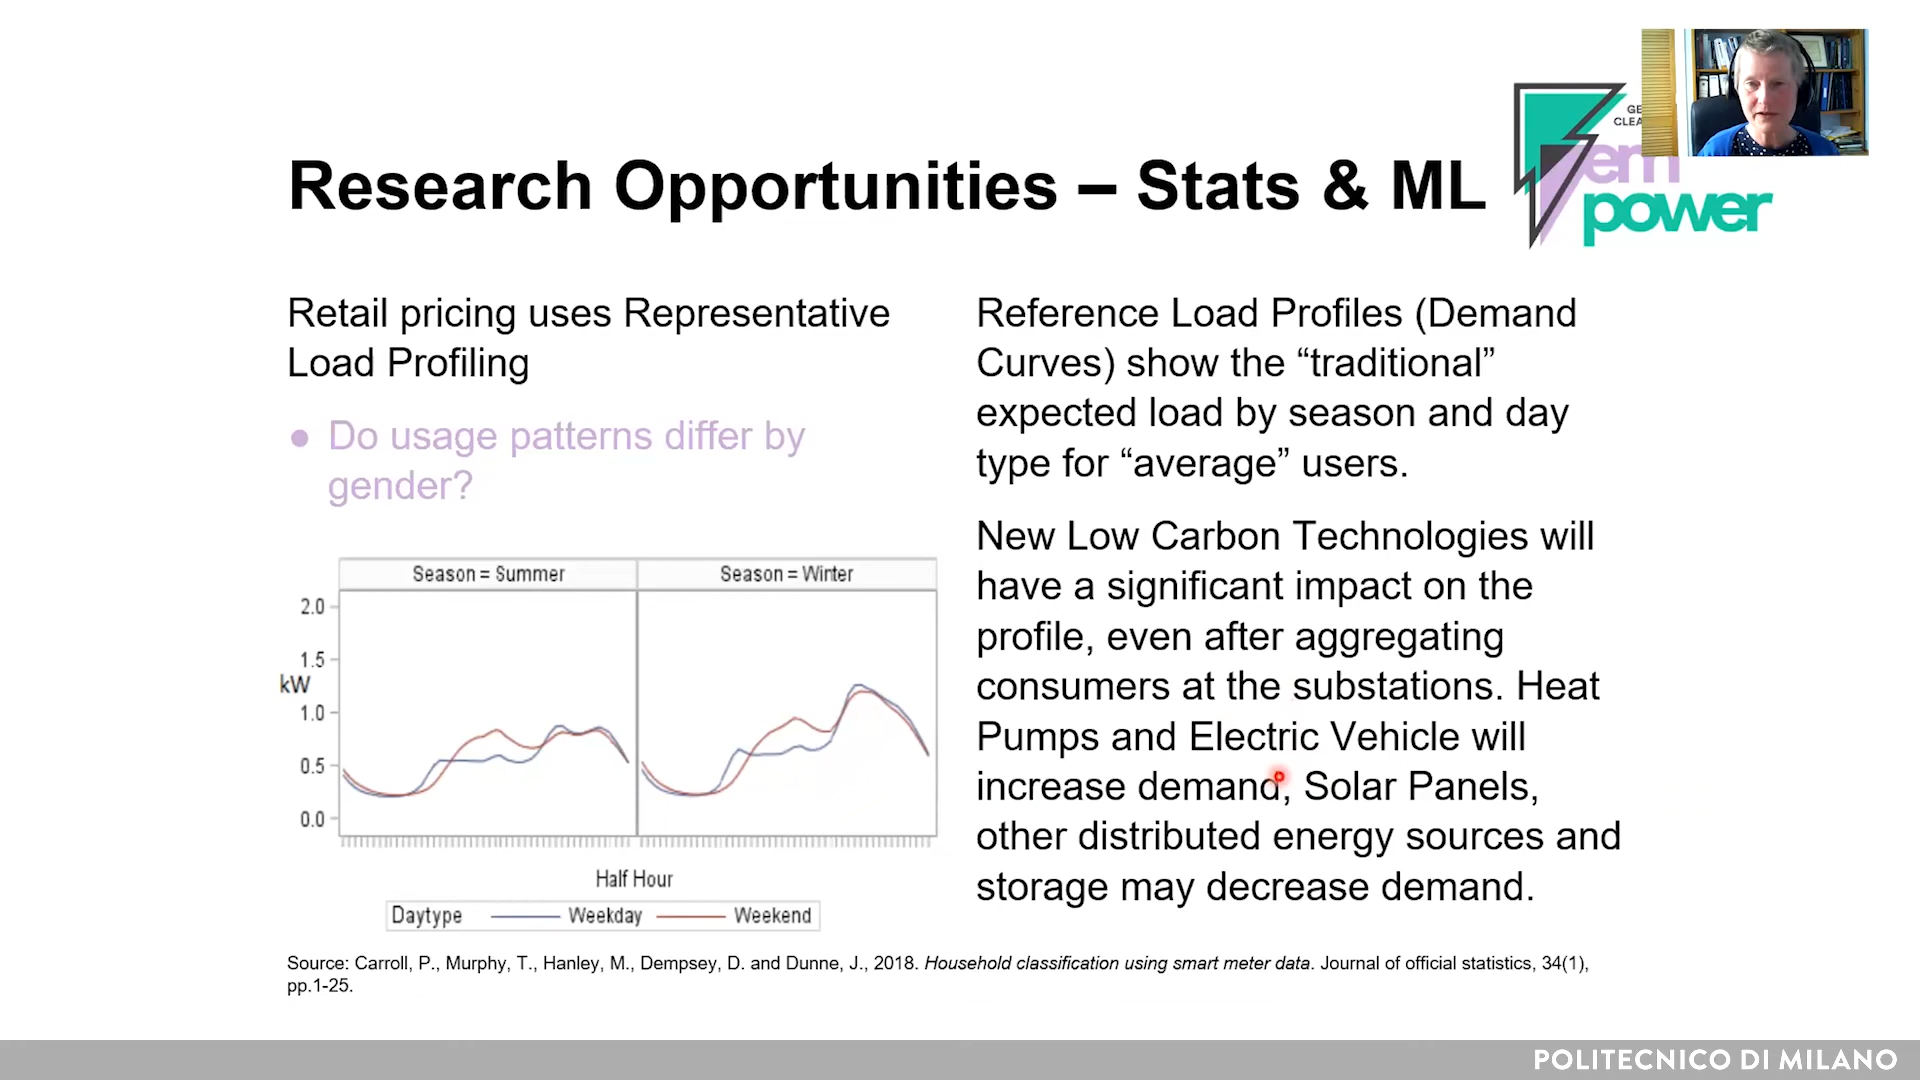 GE
CLEA
em
power
Research Opportunities – Stats & ML
Retail pricing uses Representative
Load Profiling
● Do usage patterns differ by
gender?
Season = Summer
Season = Winter
2.0
1.5
kW
1.0
0.5
0.0
Half Hour
Daytype Weekday Weekend
Reference Load Profiles (Demand
Curves) show the “traditional”
expected load by season and day
type for “average” users.
New Low Carbon Technologies will
have a significant impact on the
profile, even after aggregating
consumers at the substations. Heat
Pumps and Electric Vehicle will
increase demand, Solar Panels,
other distributed energy sources and
storage may decrease demand.
Source: Carroll, P., Murphy, T., Hanley, M., Dempsey, D. and Dunne, J., 2018. Household classification using smart meter data. Journal of official statistics, 34(1),
pp.1-25.
POLITECNICO DI MILANO